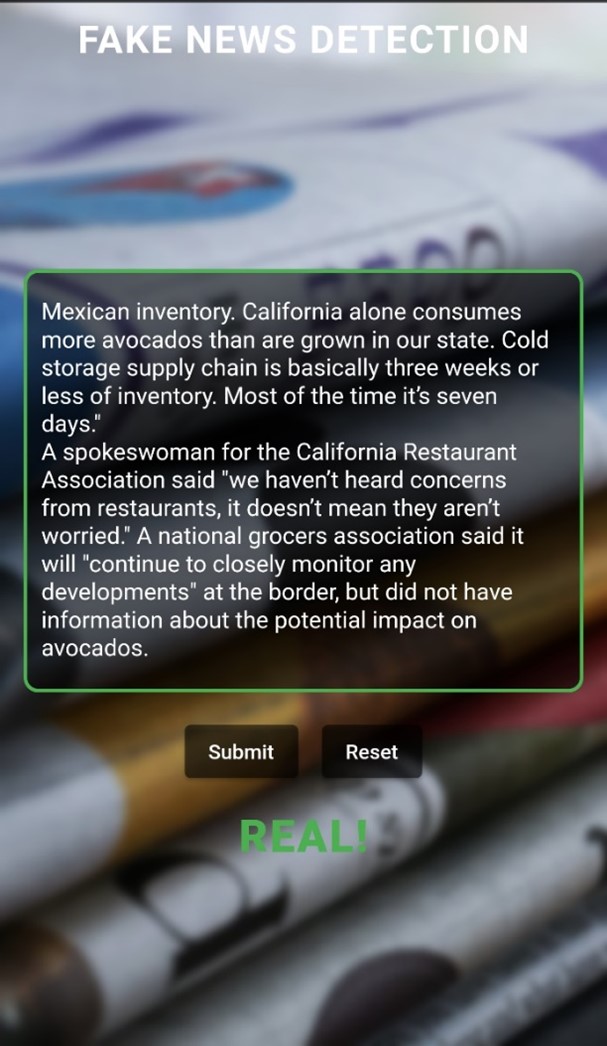 FAKE NEWS DETECTION
Mexican inventory. California alone consumes
more avocados than are grown in our state. Cold
storage supply chain is basically three weeks or
less of inventory. Most of the time it’s seven
days."
A spokeswoman for the California Restaurant
Association said "we haven’t heard concerns
from restaurants, it doesn’t mean they aren’t
worried." A national grocers association said it
will "continue to closely monitor any
developments" at the border, but did not have
information about the potential impact on
avocados.
Submit
Reset
REAL!